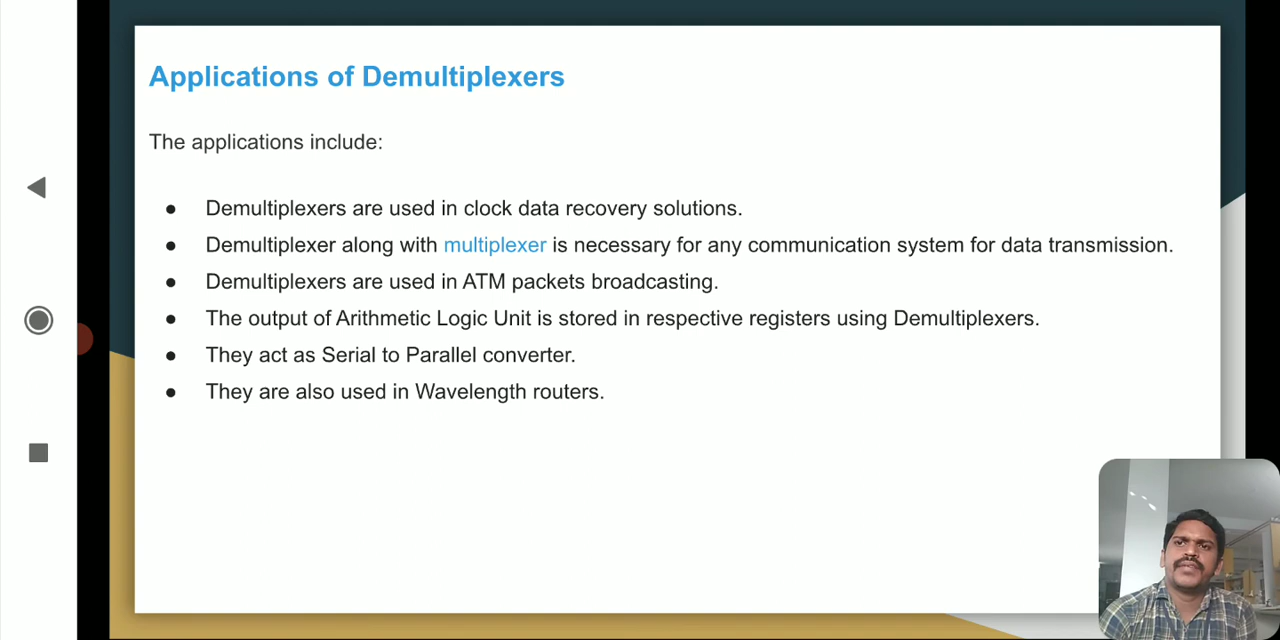 Applications of Demultiplexers
The applications include:
● Demultiplexers are used in clock data recovery solutions.
● Demultiplexer along with multiplexer is necessary for any communication system for data transmission.
● Demultiplexers are used in ATM packets broadcasting.
● The output of Arithmetic Logic Unit is stored in respective registers using Demultiplexers.
● They act as Serial to Parallel converter.
● They are also used in Wavelength routers.